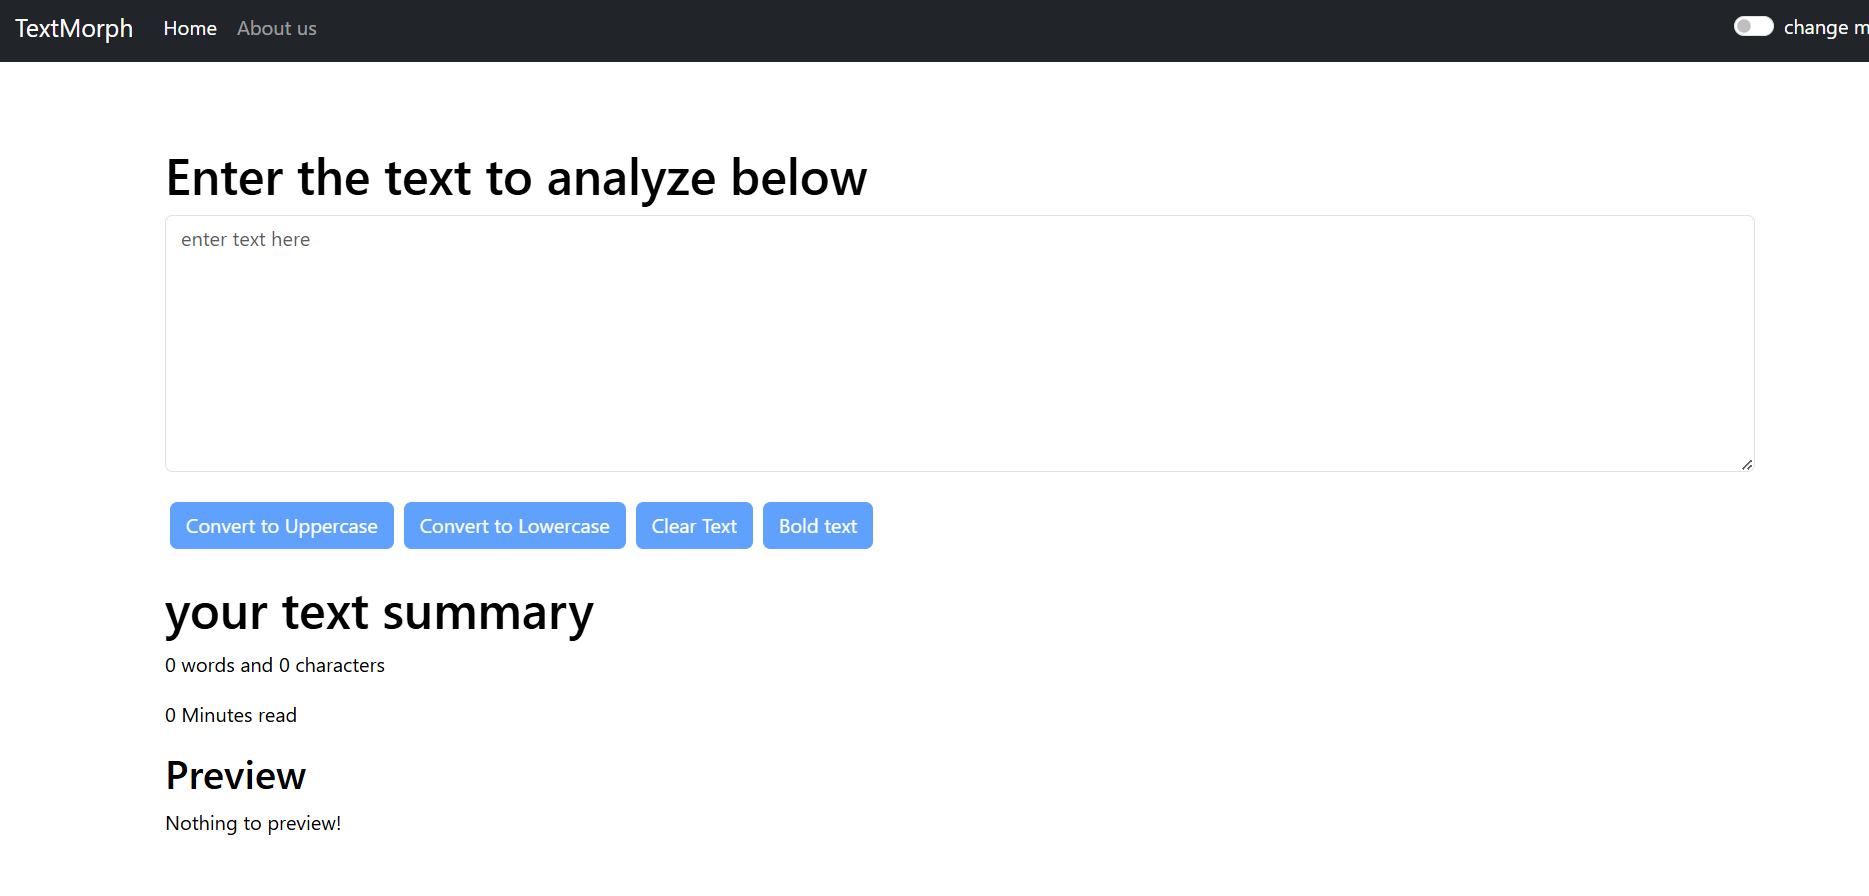 TextMorph Home About us change m
Enter the text to analyze below
enter text here
Convert to Uppercase Convert to Lowercase Clear Text Bold text
your text summary
0 words and 0 characters
0 Minutes read
Preview
Nothing to preview!